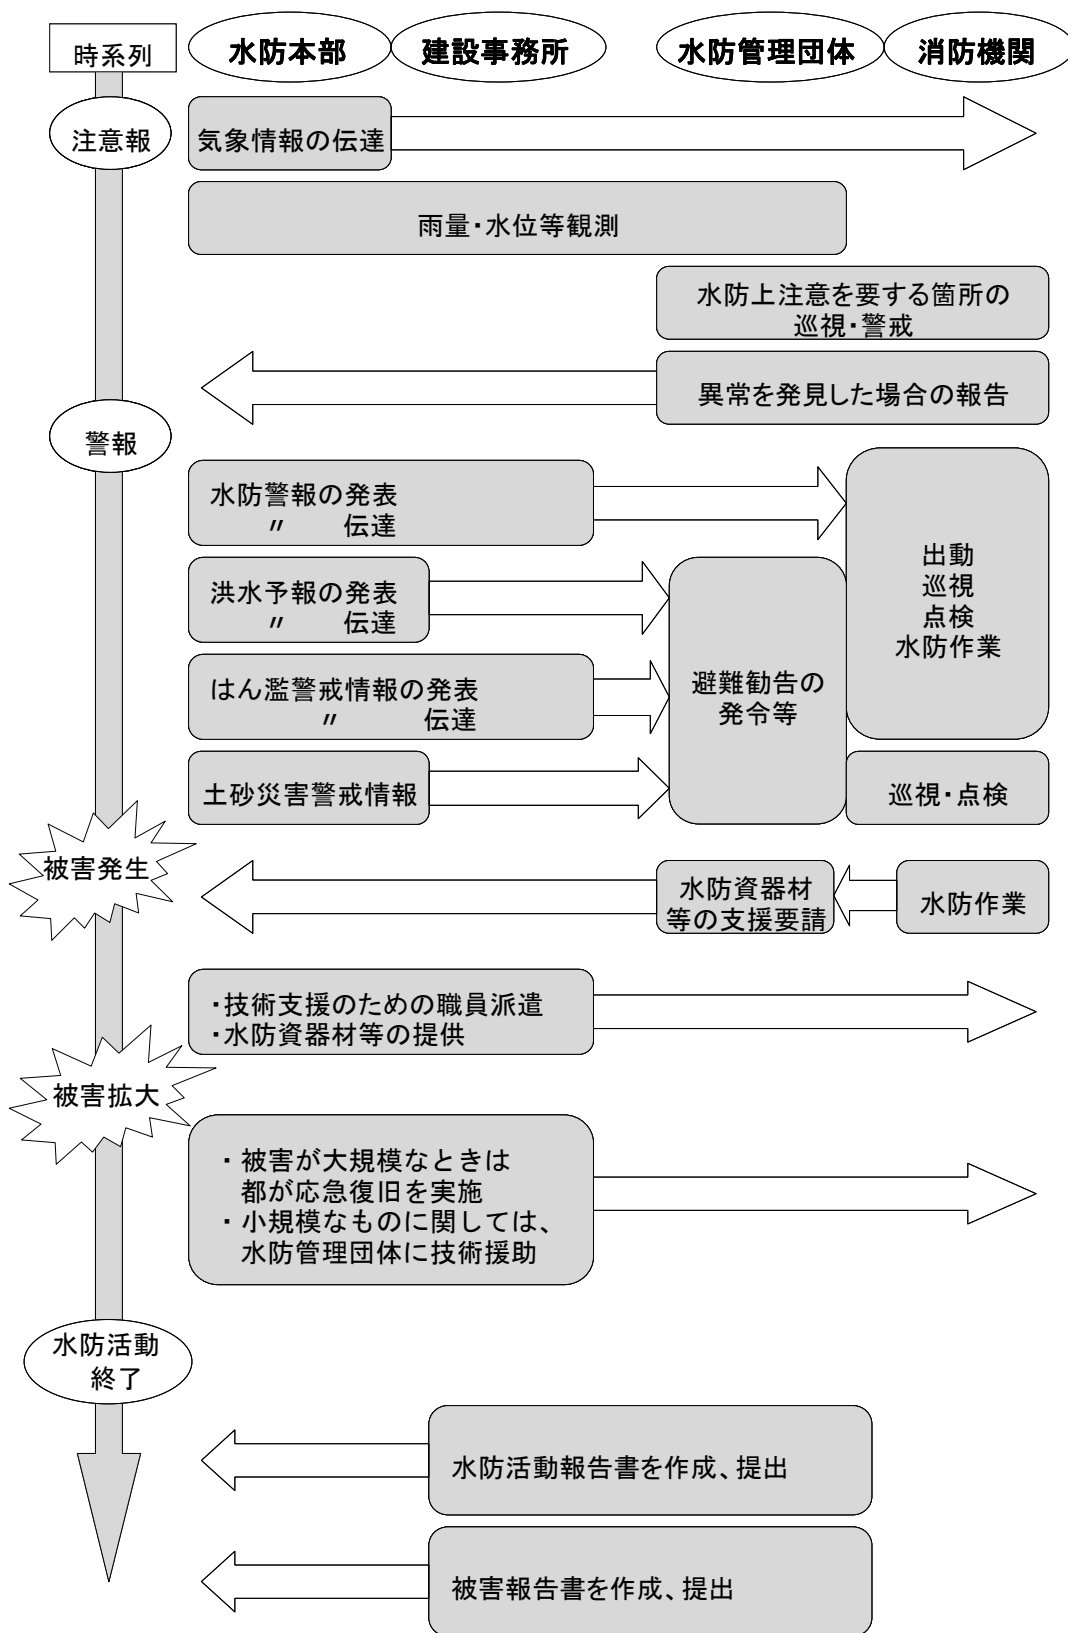 時系列
水防本部
建設事務所
水防管理団体
消防機関
注意報
気象情報の伝達
雨量・水位等観測
水防上注意を要する箇所の
巡視・警戒
異常を発見した場合の報告
警報
水防警報の発表
〃 伝達
洪水予報の発表
〃 伝達
はん濫警戒情報の発表
〃 伝達
土砂災害警戒情報
避難勧告の
発令等
出動
巡視
点検
水防作業
巡視・点検
被害発生
水防資器材
等の支援要請
水防作業
・技術支援のための職員派遣
・水防資器材等の提供
被害拡大
・被害が大規模なときは
都が応急復旧を実施
・小規模なものに関しては、
水防管理団体に技術援助
水防活動
終了
水防活動報告書を作成、提出
被害報告書を作成、提出